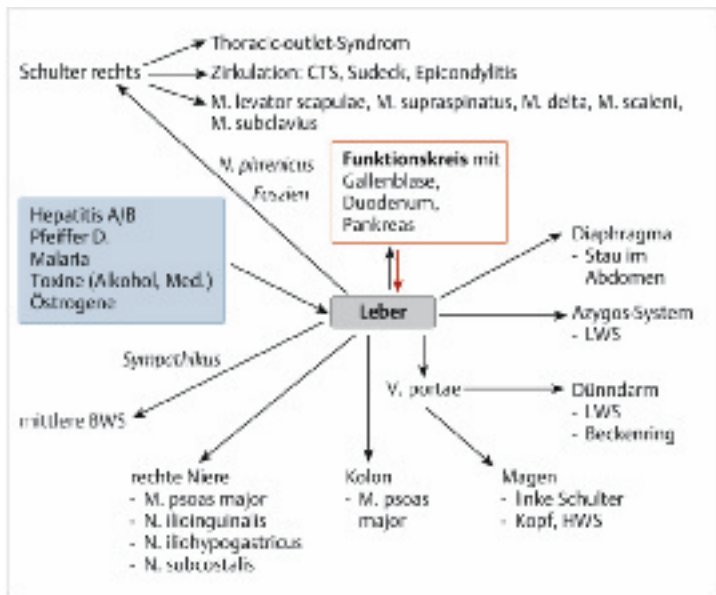 Thoracic-outlet-Syndrom
Schulter rechts
Zirkulation: CTS, Sudeck, Epicondylitis
M. levator scapulae, M. supraspinatus, M. delta, M. scaleni,
M. subclavius
N. phrenicus
Faszien
Funktionskreis mit
Gallenblase,
Duodenum,
Pankreas
Hepatitis A/B
Pfeiffer D.
Malaria
Toxine (Alkohol, Med.)
Östrogene
Diaphragma
- Stau im
Abdomen
Leber
Azygos-System
- LWS
Sympathikus
V. portae
Dünndarm
- LWS
- Beckenring
mittlere BWS
rechte Niere
- M. psoas major
- N. ilioinguinalis
- N. iliohypogastricus
- N. subcostalis
Kolon
- M. psoas
major
Magen
- linke Schulter
- Kopf, HWS